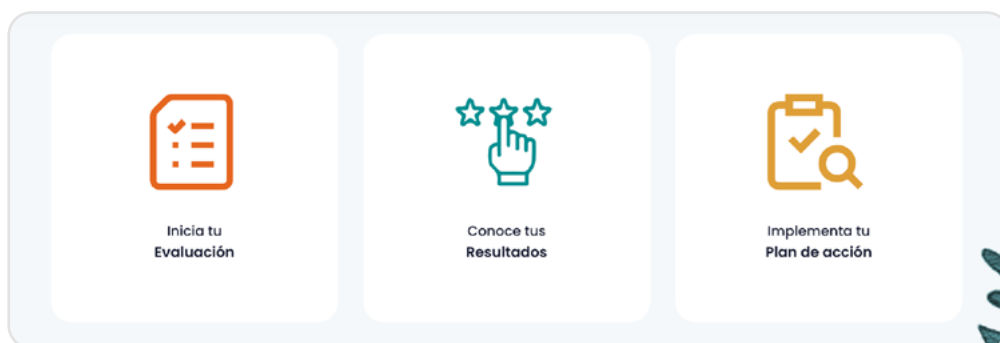 Inicia tu
Evaluación
Conoce tus
Resultados
Implementa tu
Plan de acción